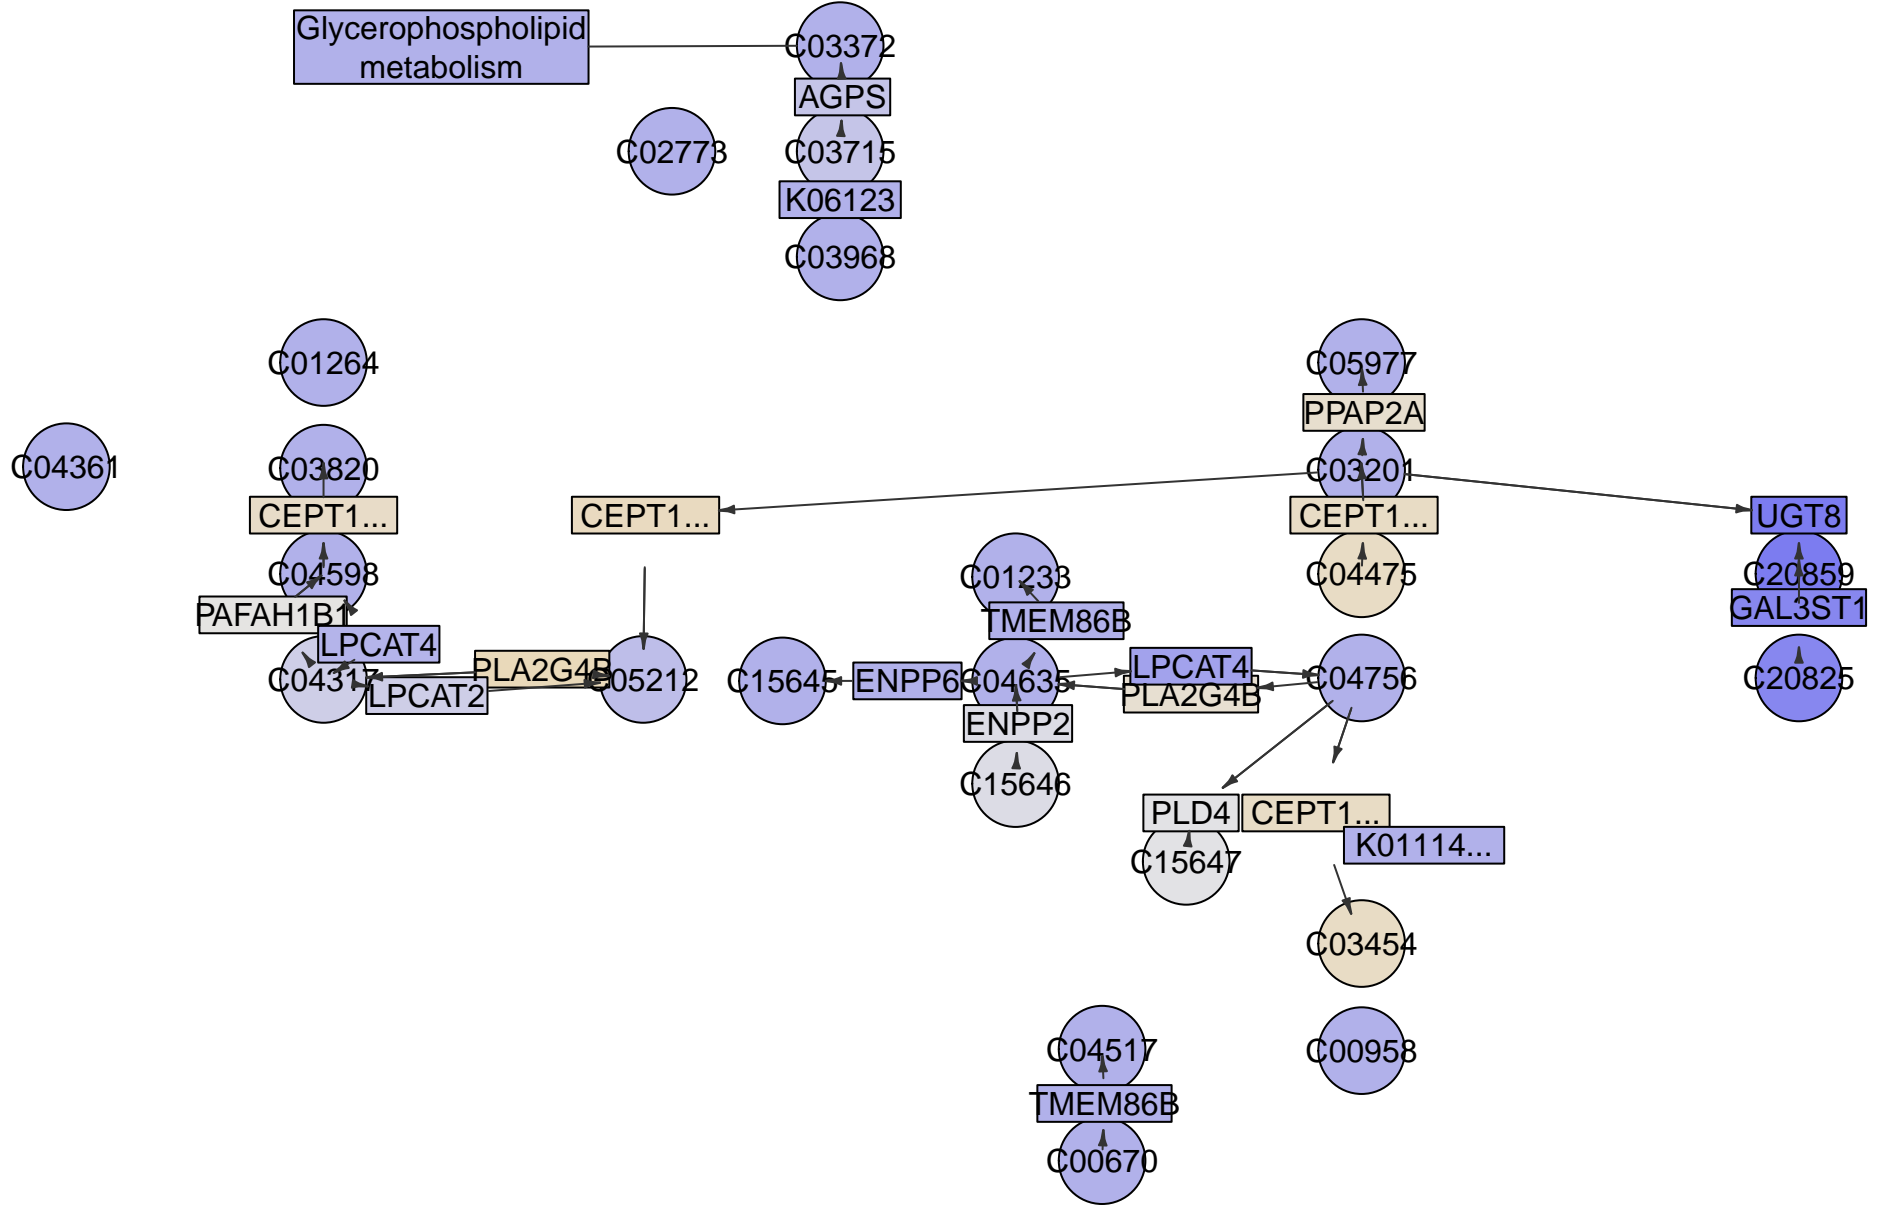 Glycerophospholipid
metabolism
C03372
AGPS
C02773
C03715
K06123
C03968
C01264
C05977
PPAP2A
C04361
C03820
C03201
CEPT1...
CEPT1...
CEPT1...
UGT8
C04598
C01233
C04475
C20859
PAFAH1B1
TMEM86B
GAL3ST1
LPCAT4
C04317
PLA2G4B
C05212
LPCAT2
C15645
ENPP6
C04635
LPCAT4
PLA2G4B
C04756
C20825
ENPP2
C15646
PLD4
CEPT1...
K01114...
C15647
C03454
C04517
C00958
TMEM86B
C00670